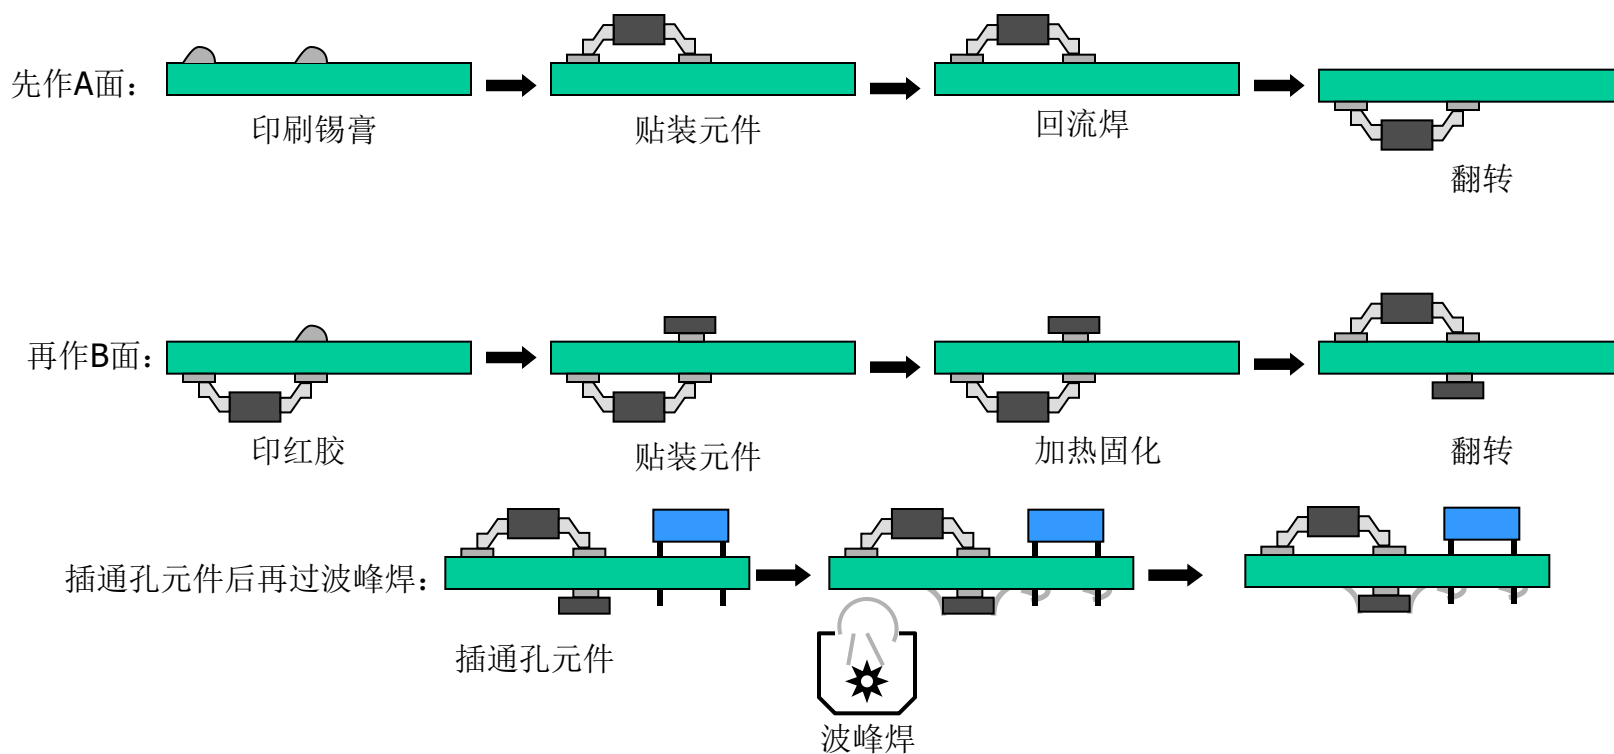 先作A面：
印刷锡膏
贴装元件
回流焊
翻转
再作B面：
印红胶
贴装元件
加热固化
翻转
插通孔元件后再过波峰焊：
插通孔元件
波峰焊